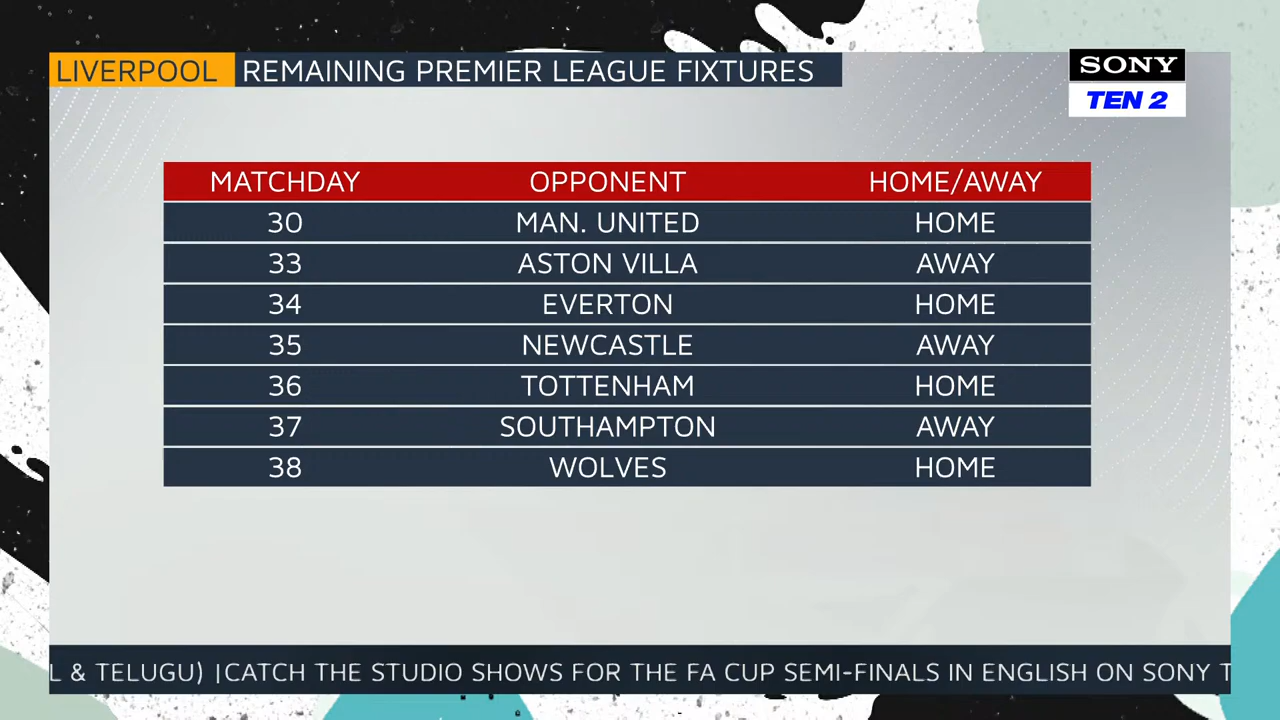 LIVERPOOL REMAINING PREMIER LEAGUE FIXTURES
SONY
TEN 2
MATCHDAY OPPONENT HOME/AWAY
30 MAN. UNITED HOME
33 ASTON VILLA AWAY
34 EVERTON HOME
35 NEWCASTLE AWAY
36 TOTTENHAM HOME
37 SOUTHAMPTON AWAY
38 WOLVES HOME
L & TELUGU) |CATCH THE STUDIO SHOWS FOR THE FA CUP SEMI-FINALS IN ENGLISH ON SONY T